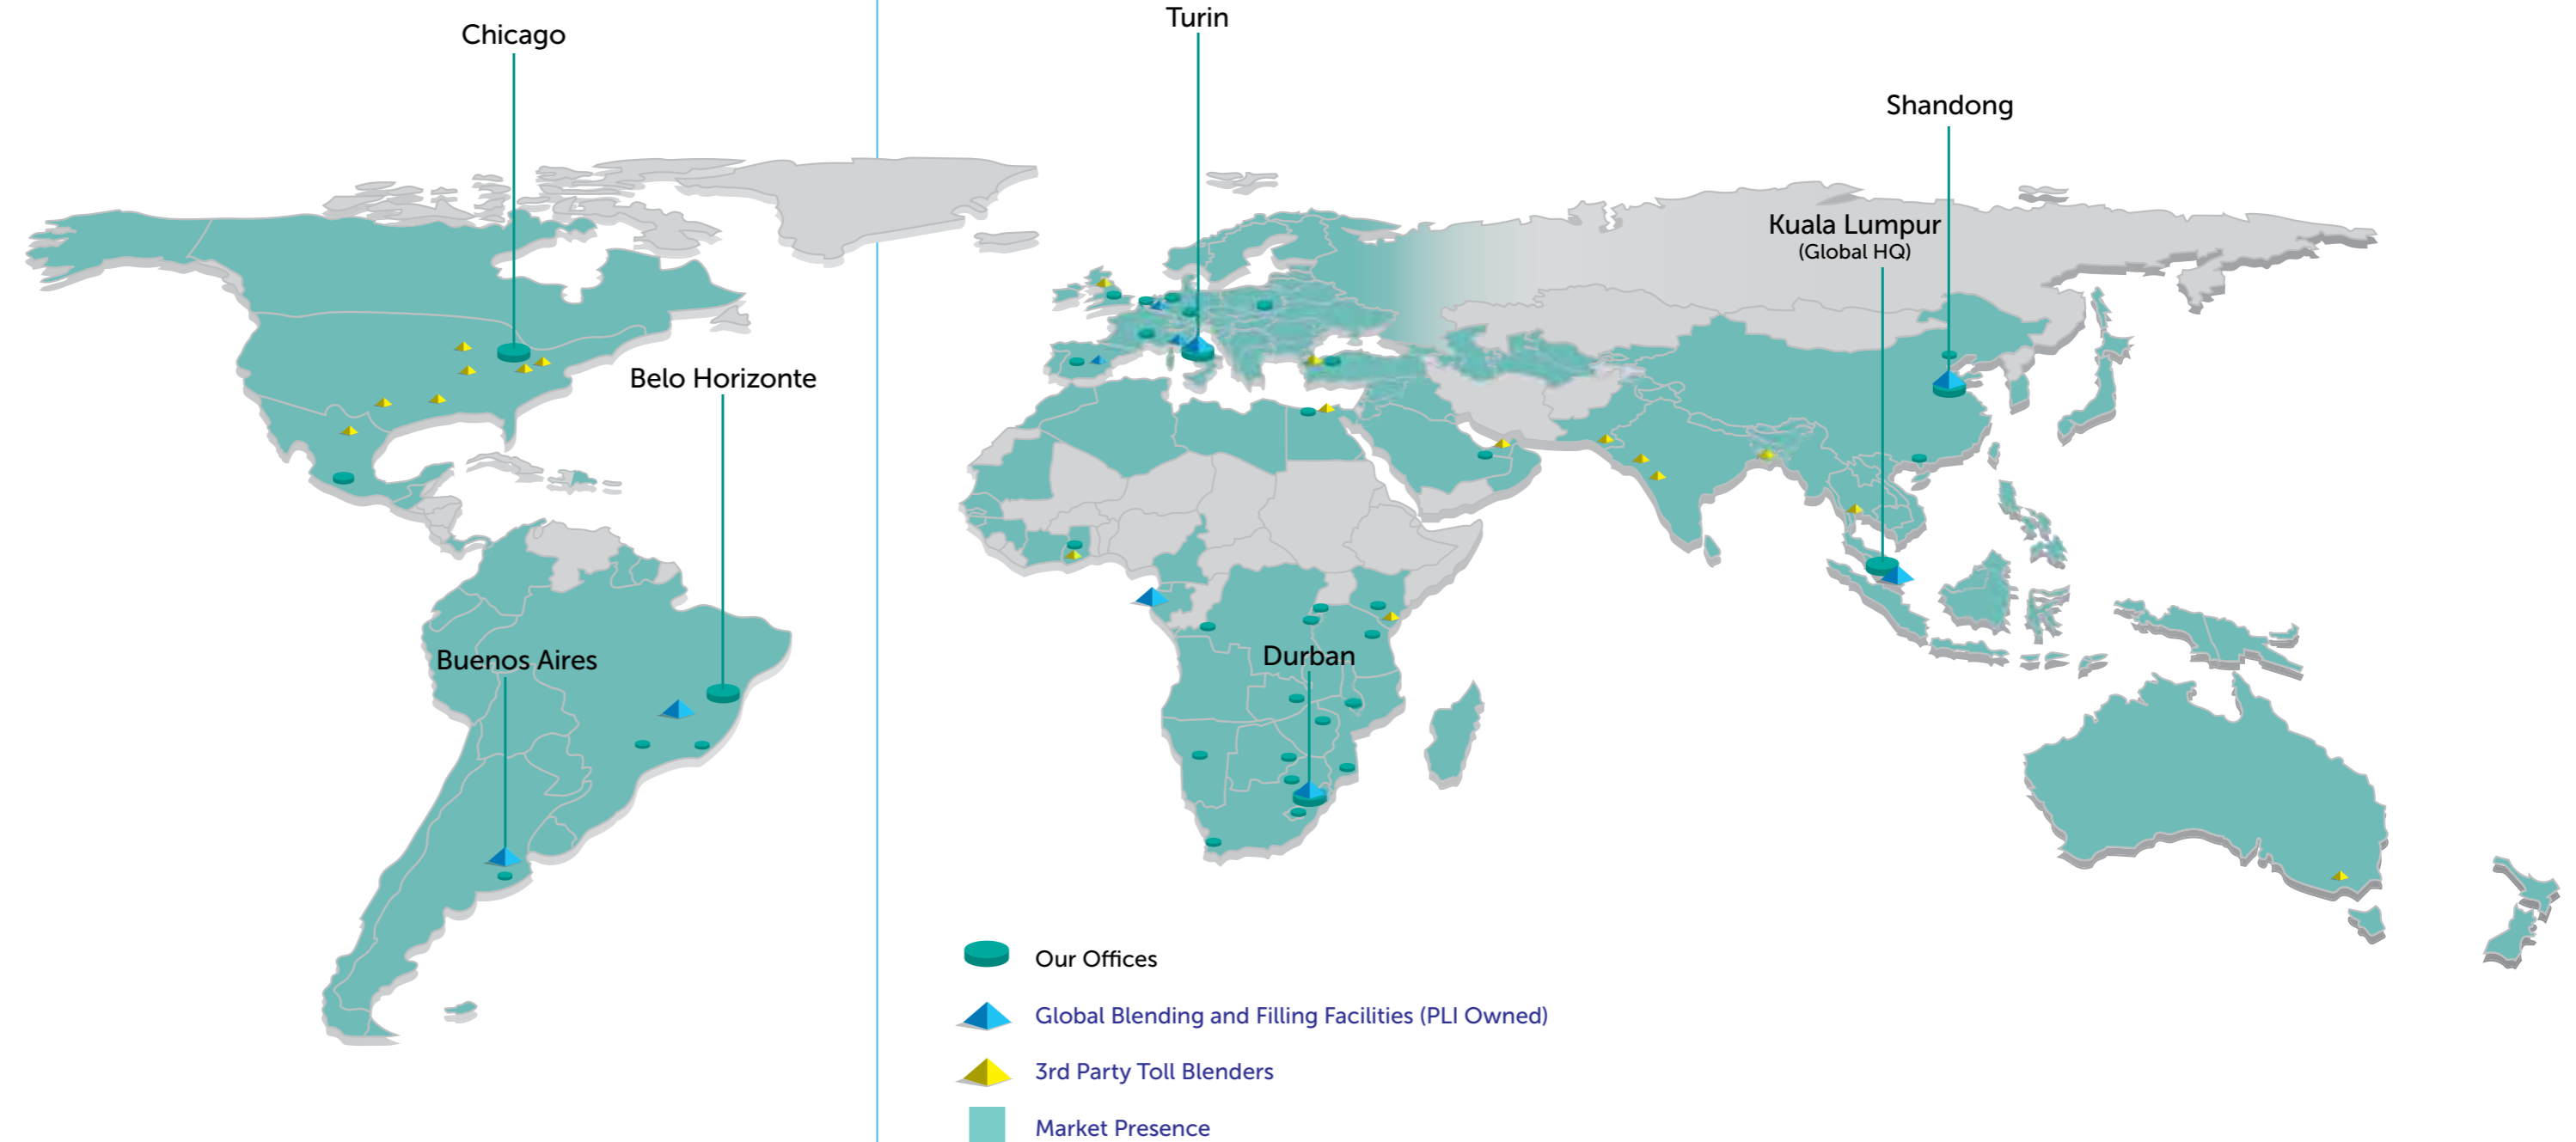 Turin
Chicago
Shandong
Kuala Lumpur
(Global HQ)
Belo Horizonte
Buenos Aires
Durban
Our Offices
Global Blending and Filling Facilities (PLI Owned)
3rd Party Toll Blenders
Market Presence